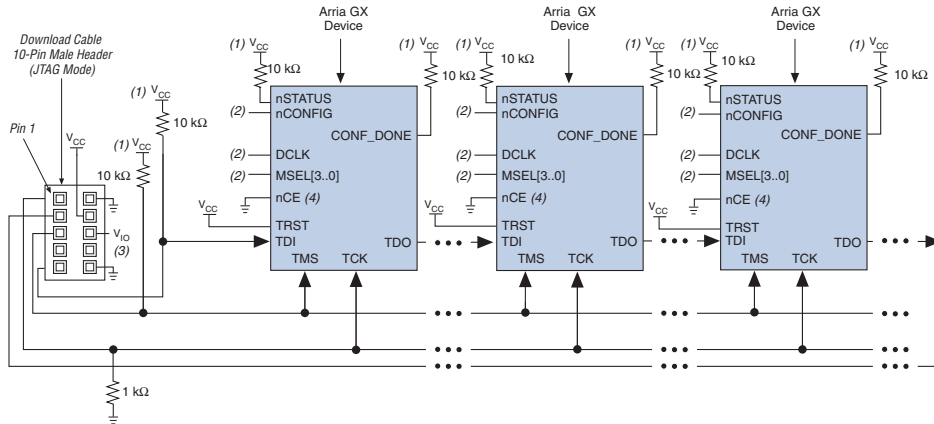 Download Cable
10-Pin Male Header
(JTAG Mode)
Pin 1
VCC
VIO
(3)
(1) VCC
10 kΩ
(1) VCC
10 kΩ
1 kΩ
Arria GX
Device
(1) VCC
10 kΩ
(1) VCC
10 kΩ
nSTATUS
(2) nCONFIG
CONF_DONE
(2) DCLK
(2) MSEL[3..0]
nCE (4)
VCC
TRST
TDI
TDO
TMS
TCK
Arria GX
Device
(1) VCC
10 kΩ
(1) VCC
10 kΩ
nSTATUS
(2) nCONFIG
CONF_DONE
(2) DCLK
(2) MSEL[3..0]
nCE (4)
VCC
TRST
TDI
TDO
TMS
TCK
Arria GX
Device
(1) VCC
10 kΩ
(1) VCC
10 kΩ
nSTATUS
(2) nCONFIG
CONF_DONE
(2) DCLK
(2) MSEL[3..0]
nCE (4)
VCC
TRST
TDI
TDO
TMS
TCK